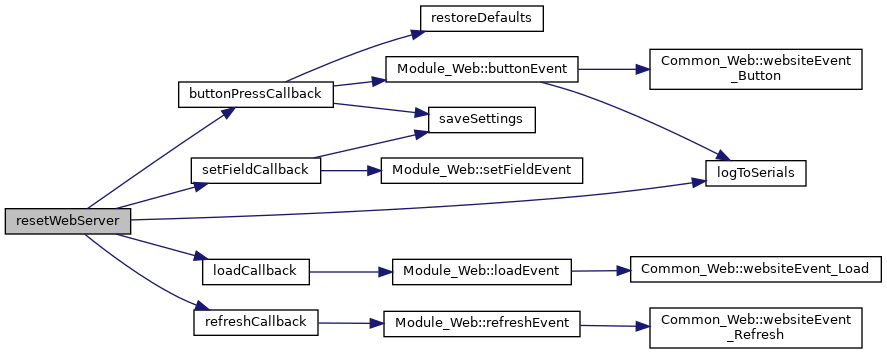 restoreDefaults
Module_Web::buttonEvent
Common_Web::websiteEvent
_Button
buttonPressCallback
saveSettings
setFieldCallback
Module_Web::setFieldEvent
logToSerials
resetWebServer
loadCallback
Module_Web::loadEvent
Common_Web::websiteEvent_Load
refreshCallback
Module_Web::refreshEvent
Common_Web::websiteEvent
_Refresh